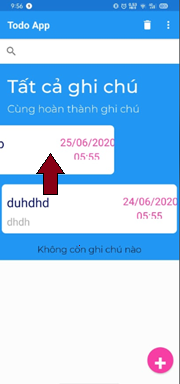 9:56
Todo App
Tất cả ghi chú
Cùng hoàn thành ghi chú
25/06/2020
05:55
duhdhd
24/06/2020
05:55
dhdh
Không còn ghi chú nào